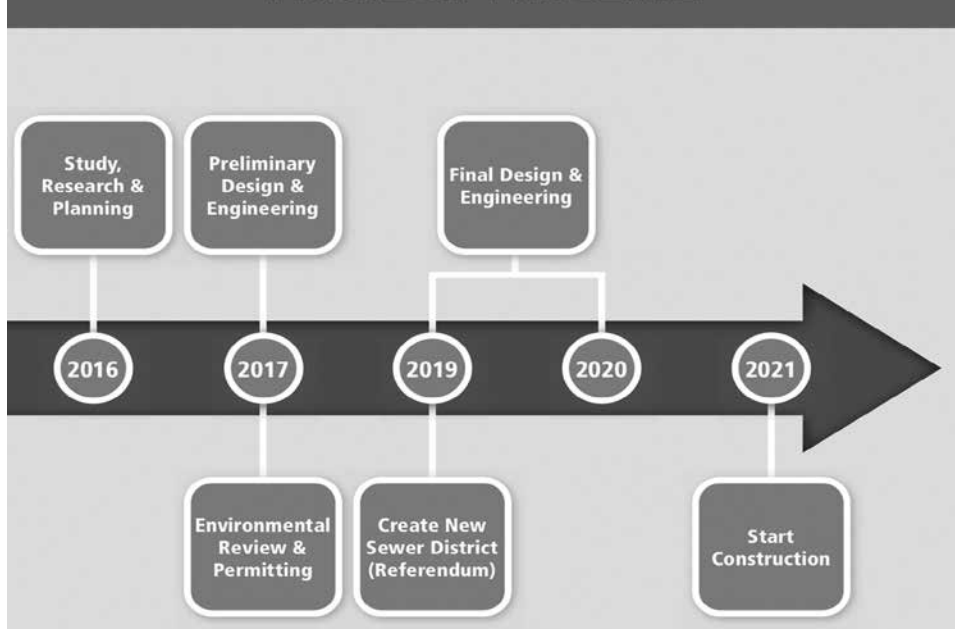 Study,
Research &
Planning
Preliminary
Design &
Engineering
Final Design &
Engineering
2016
2017
2019
2020
2021
Environmental
Review &
Permitting
Create New
Sewer District
(Referendum)
Start
Construction